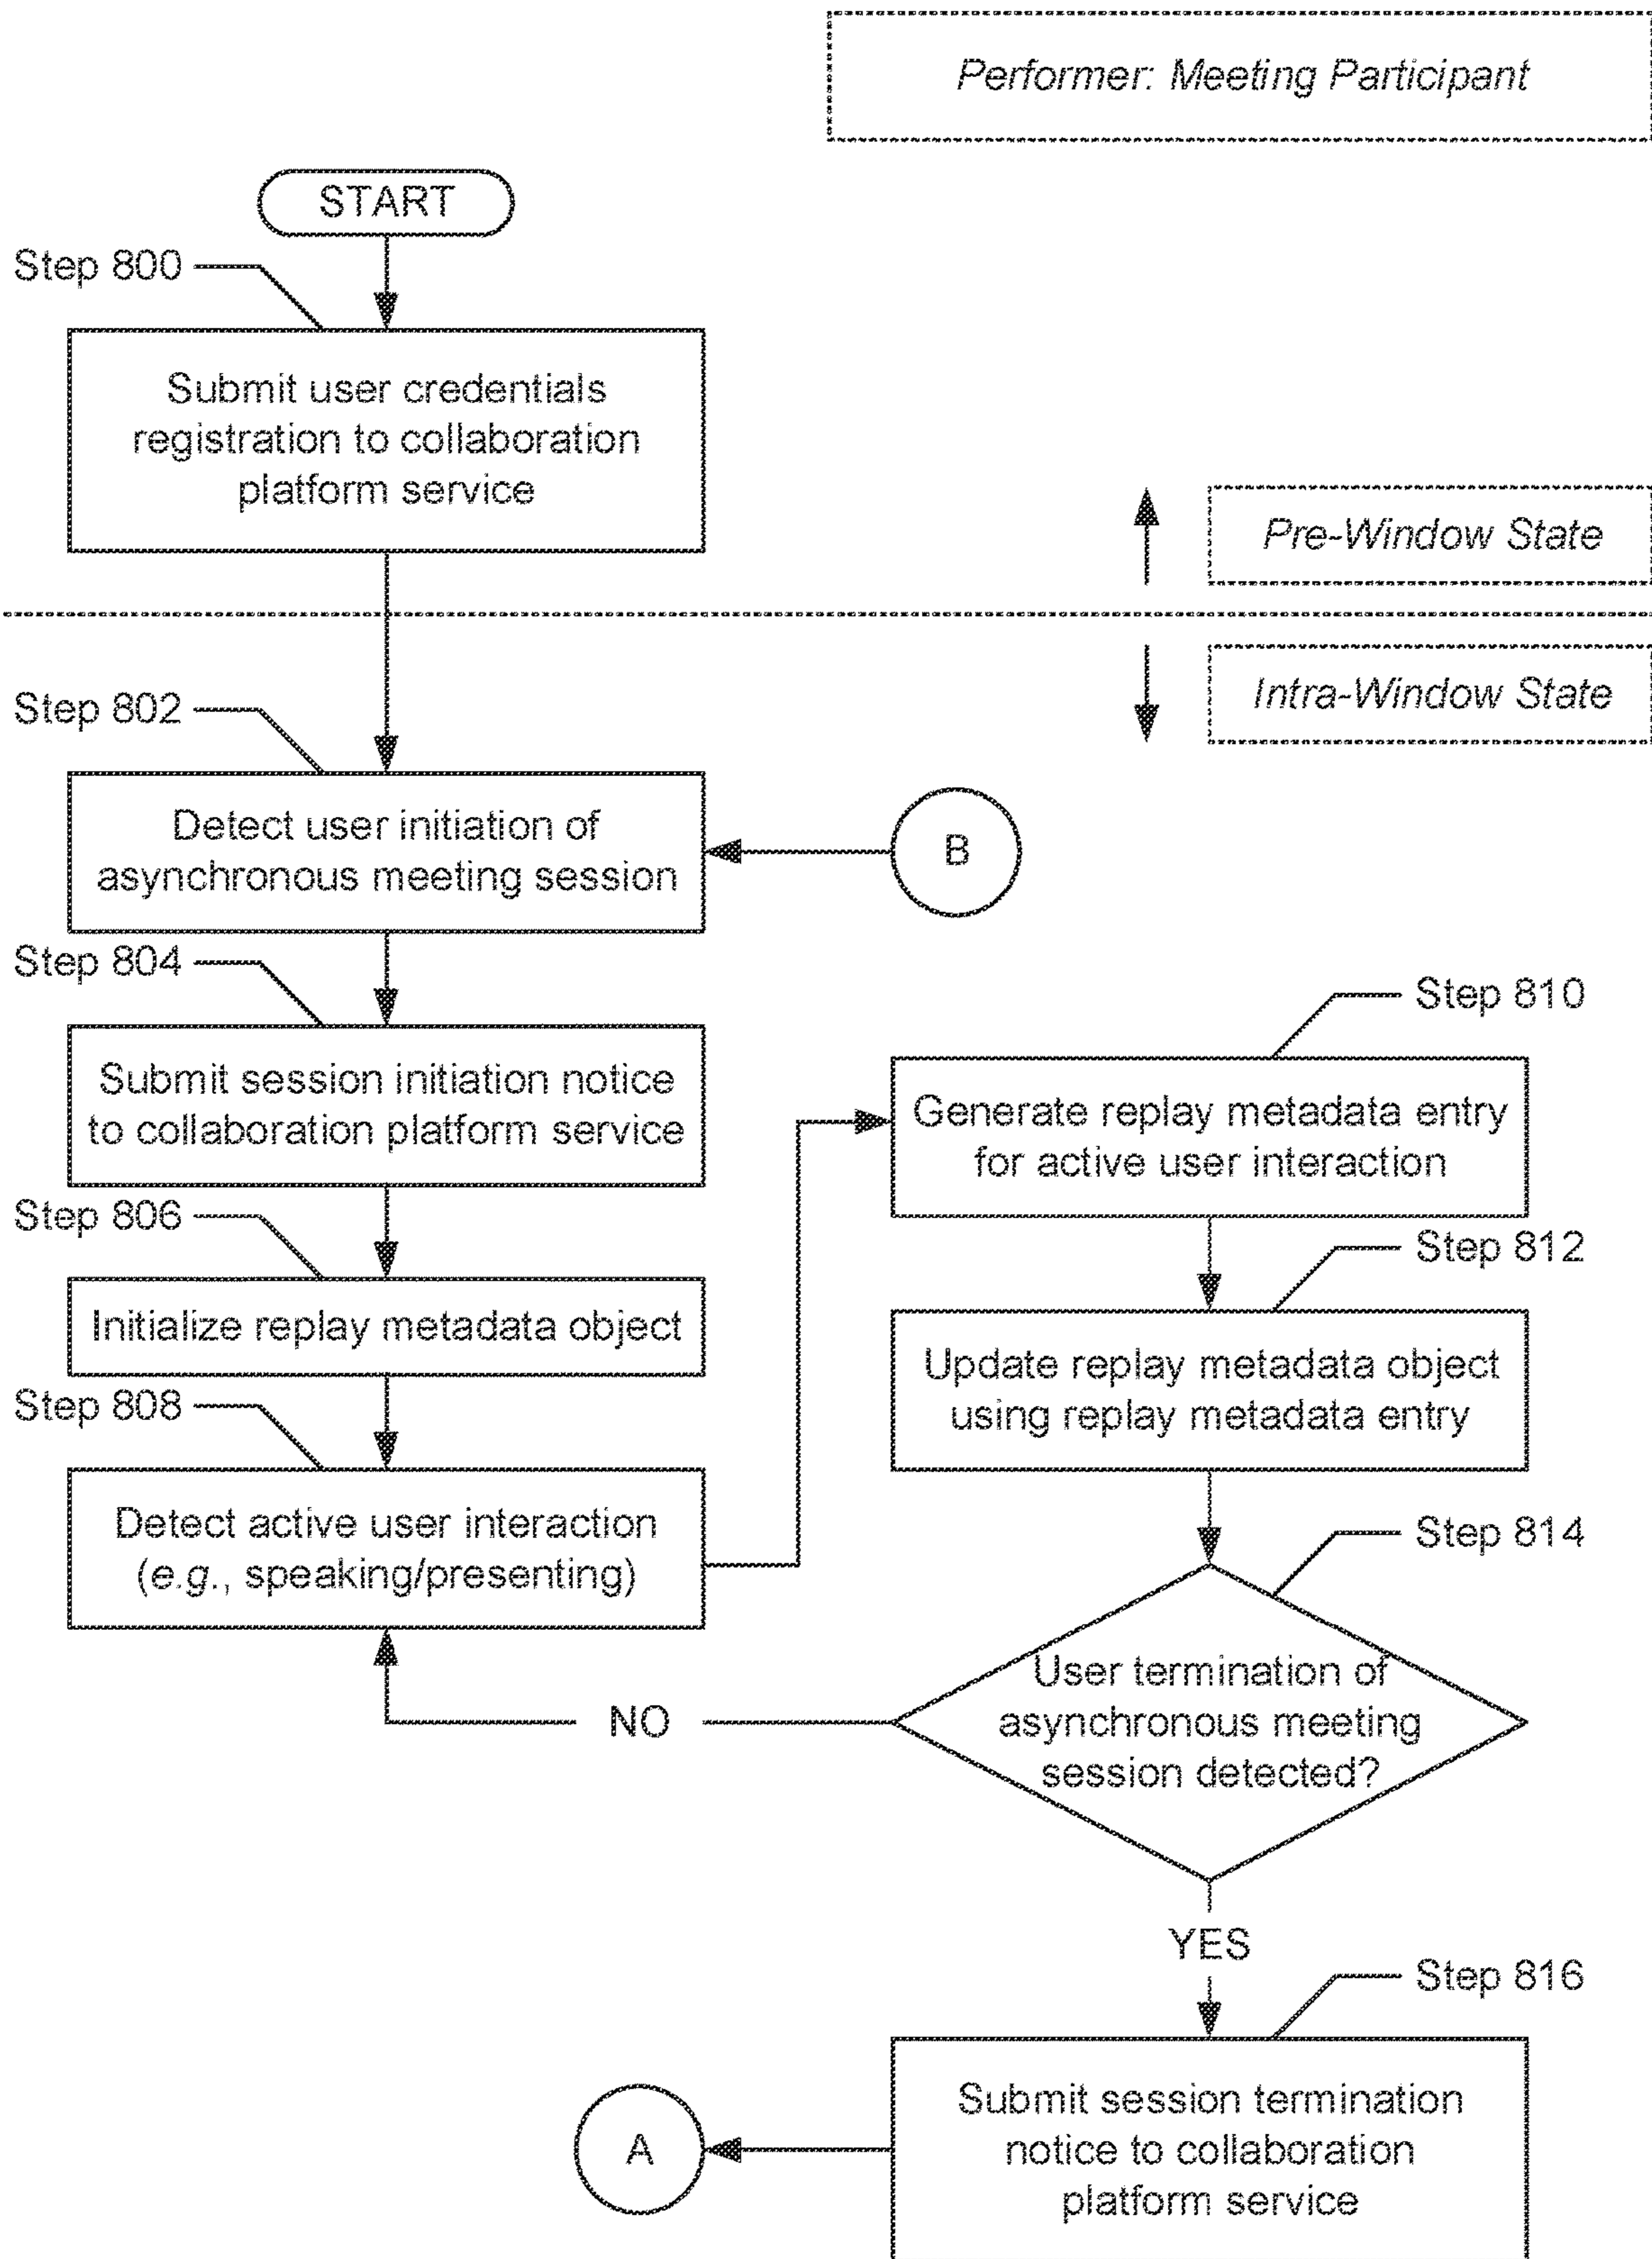 Performer: Meeting Participant
START
Step 800
Submit user credentials
registration to collaboration
platform service
Pre-Window State
Intra-Window State
Step 802
Detect user initiation of
asynchronous meeting session
B
Step 804
Submit session initiation notice
to collaboration platform service
Step 806
Initialize replay metadata object
Step 808
Detect active user interaction
(e.g., speaking/presenting)
Step 810
Generate replay metadata entry
for active user interaction
Step 812
Update replay metadata object
using replay metadata entry
Step 814
User termination of
asynchronous meeting
session detected?
NO
YES
Step 816
Submit session termination
notice to collaboration
platform service
A